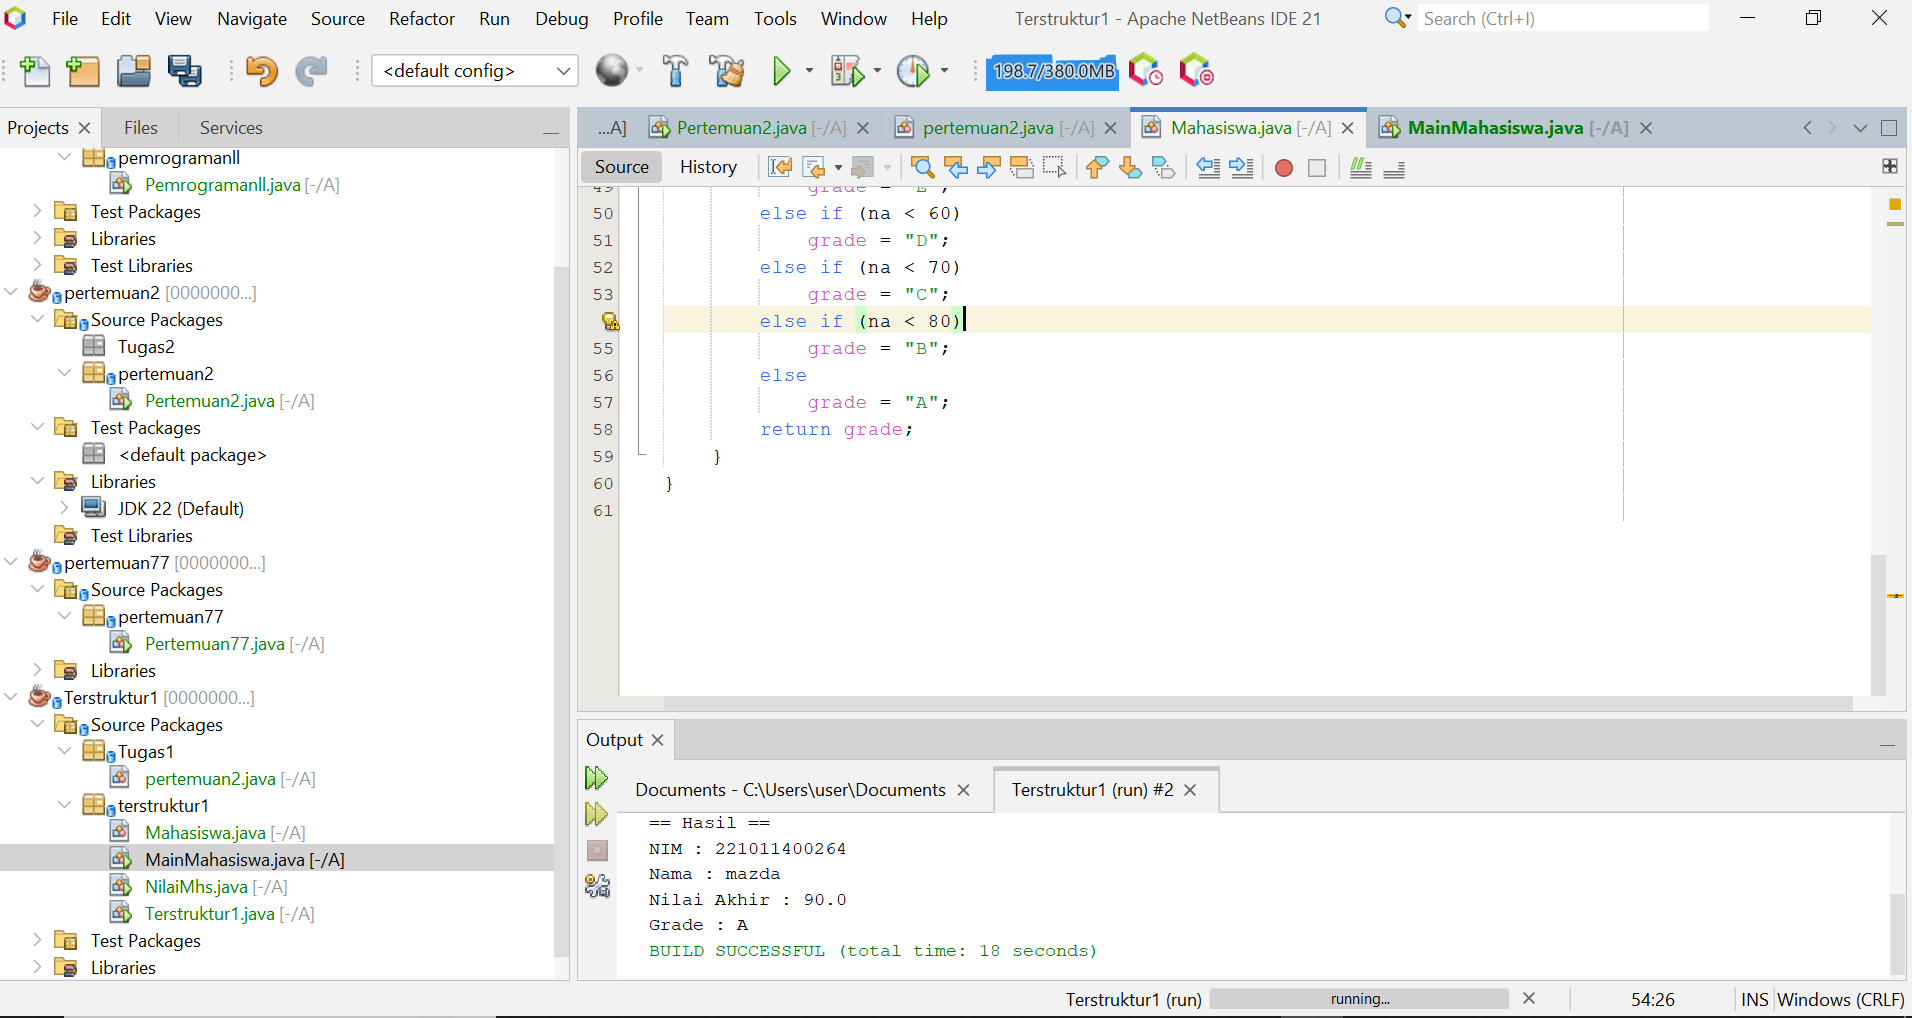 File Edit View Navigate Source Refactor Run Debug Profile Team Tools Window Help Terstruktur1 - Apache NetBeans IDE 21 Search (Ctrl+I)
<default config> 198.7/380.0MB
Projects Files Services
pemrogramanII
PemrogramanII.java [-/A]
Test Packages
Libraries
Test Libraries
pertemuan2 [0000000...]
Source Packages
Tugas2
pertemuan2
Pertemuan2.java [-/A]
Test Packages
<default package>
Libraries
JDK 22 (Default)
Test Libraries
pertemuan77 [0000000...]
Source Packages
pertemuan77
Pertemuan77.java [-/A]
Libraries
Terstruktur1 [0000000...]
Source Packages
Tugas1
pertemuan2.java [-/A]
terstruktur1
Mahasiswa.java [-/A]
MainMahasiswa.java [-/A]
NilaiMhs.java [-/A]
Terstruktur1.java [-/A]
Test Packages
Libraries
...A] Pertemuan2.java [-/A] pertemuan2.java [-/A] Mahasiswa.java [-/A] MainMahasiswa.java [-/A]
Source History
49 grade = "E";
50 else if (na < 60)
51 grade = "D";
52 else if (na < 70)
53 grade = "C";
else if (na < 80)
55 grade = "B";
56 else
57 grade = "A";
58 return grade;
59 }
60 }
61
Output
Documents - C:\Users\user\Documents Terstruktur1 (run) #2
== Hasil ==
NIM : 221011400264
Nama : mazda
Nilai Akhir : 90.0
Grade : A
BUILD SUCCESSFUL (total time: 18 seconds)
Terstruktur1 (run) running... 54:26 INS Windows (CRLF)